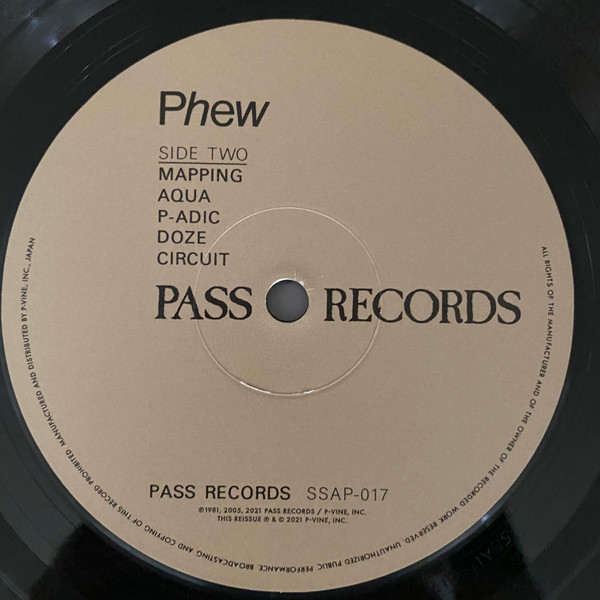 Phew
SIDE TWO
MAPPING
AQUA
P-ADIC
DOZE
CIRCUIT
PASS RECORDS
PASS RECORDS SSAP-017
℗1981, 2005, 2021 PASS RECORDS / P-VINE, INC.
THIS REISSUE ℗ & © 2021 P-VINE, INC.
ALL RIGHTS OF THE MANUFACTURER AND OF THE OWNER OF THE RECORDED WORK RESERVED. UNAUTHORIZED PUBLIC PERFORMANCE, BROADCASTING AND COPYING OF THIS RECORD PROHIBITED MANUFACTURED AND DISTRIBUTED BY P-VINE, INC., JAPAN